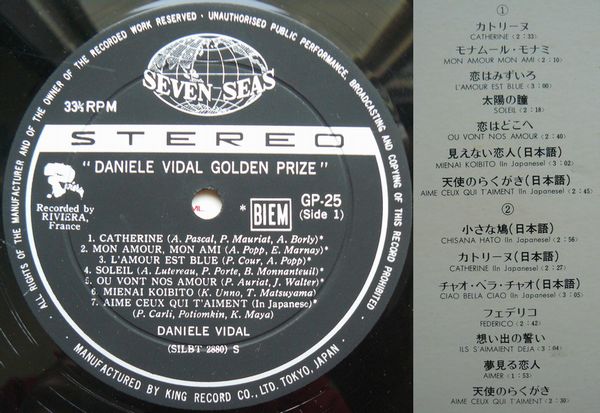 ALL RIGHTS OF THE MANUFACTURER AND OF THE OWNER OF THE RECORDED WORK RESERVED · UNAUTHORISED PUBLIC PERFORMANCE, BROADCASTING AND COPYING OF THIS RECORD PROHIBITED ·
SEVEN SEAS
33⅓ RPM
STEREO
"DANIELE VIDAL GOLDEN PRIZE"
Recorded by
RIVIERA,
France
* BIEM
GP-25
(Side 1)
1. CATHERINE (A. Pascal, P. Mauriat, A. Borly)*
2. MON AMOUR, MON AMI (A. Popp, E. Marnay)*
3. L'AMOUR EST BLUE (P. Cour, A. Popp)*
4. SOLEIL (A. Lutereau, P. Porte, B. Monnanteuil)
5. OU VONT NOS AMOUR (P. Auriat, J. Walter)*
6. MIENAI KOIBITO (K. Unno, T. Matsuyama)
7. AIME CEUX QUI T'AIMENT (In Japanese)
(P. Carli, Potiomkin, K. Maya)
DANIELE VIDAL
(SILBT 2880) S
· MANUFACTURED BY KING RECORD CO., LTD. TOKYO, JAPAN ·
①
カトリーヌ
CATHERINE〈2:33〉
モナムール・モナミ
MON AMOUR MON AMI〈2:10〉
恋はみずいろ
L'AMOUR EST BLUE〈3:00〉
太陽の瞳
SOLEIL〈2:18〉
恋はどこへ
OU VONT NOS AMOUR〈2:40〉
見えない恋人(日本語)
MIENAI KOIBITO (In Japanese)〈3:02〉
天使のらくがき(日本語)
AIME CEUX QUI T'AIMENT (In Japanese)〈2:45〉
②
小さな鳩(日本語)
CHISANA HATO (In Japanese)〈2:56〉
カトリーヌ(日本語)
CATHERINE (In Japanese)〈2:27〉
チャオ・ベラ・チャオ(日本語)
CIAO BELLA CIAO (In Japanese)〈3:05〉
フェデリコ
FEDERICO〈2:42〉
想い出の誓い
ILS S'AIMAIENT DEJA〈3:04〉
夢見る恋人
AIMER〈1:53〉
天使のらくがき
AIME CEUX QUI T'AIMENT〈2:30〉